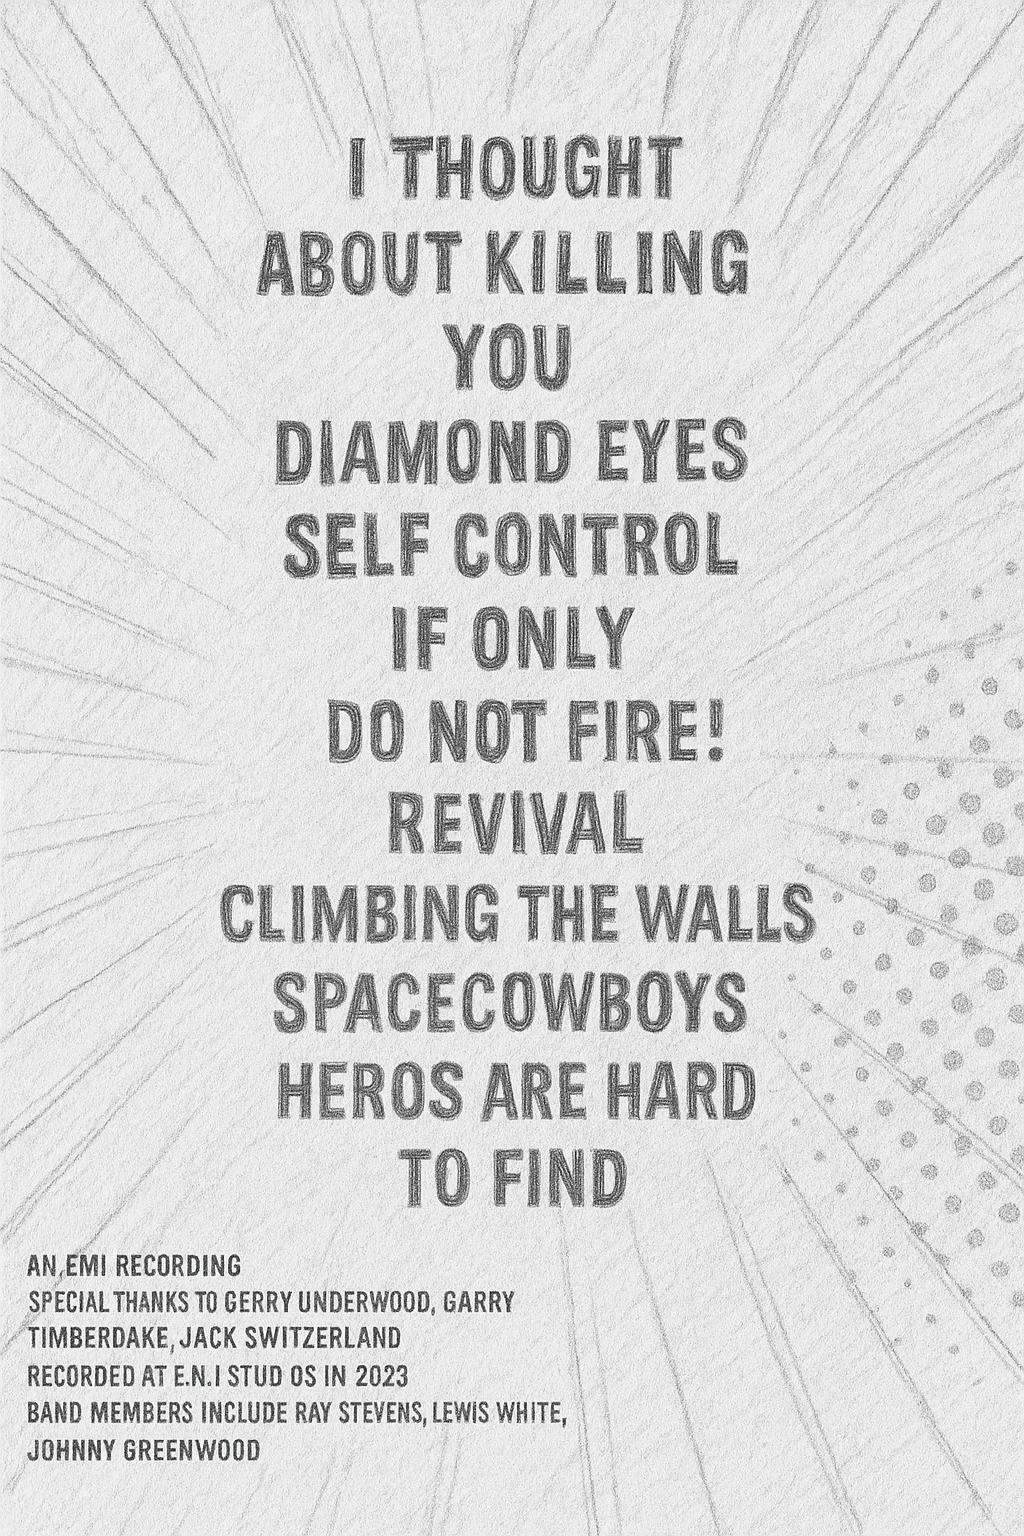 I THOUGHT
ABOUT KILLING
YOU
DIAMOND EYES
SELF CONTROL
IF ONLY
DO NOT FIRE!
REVIVAL
CLIMBING THE WALLS
SPACECOWBOYS
HEROS ARE HARD
TO FIND
AN EMI RECORDING
SPECIAL THANKS TO GERRY UNDERWOOD, GARRY
TIMBERDAKE, JACK SWITZERLAND
RECORDED AT E.N.I STUD OS IN 2023
BAND MEMBERS INCLUDE RAY STEVENS, LEWIS WHITE,
JOHNNY GREENWOOD